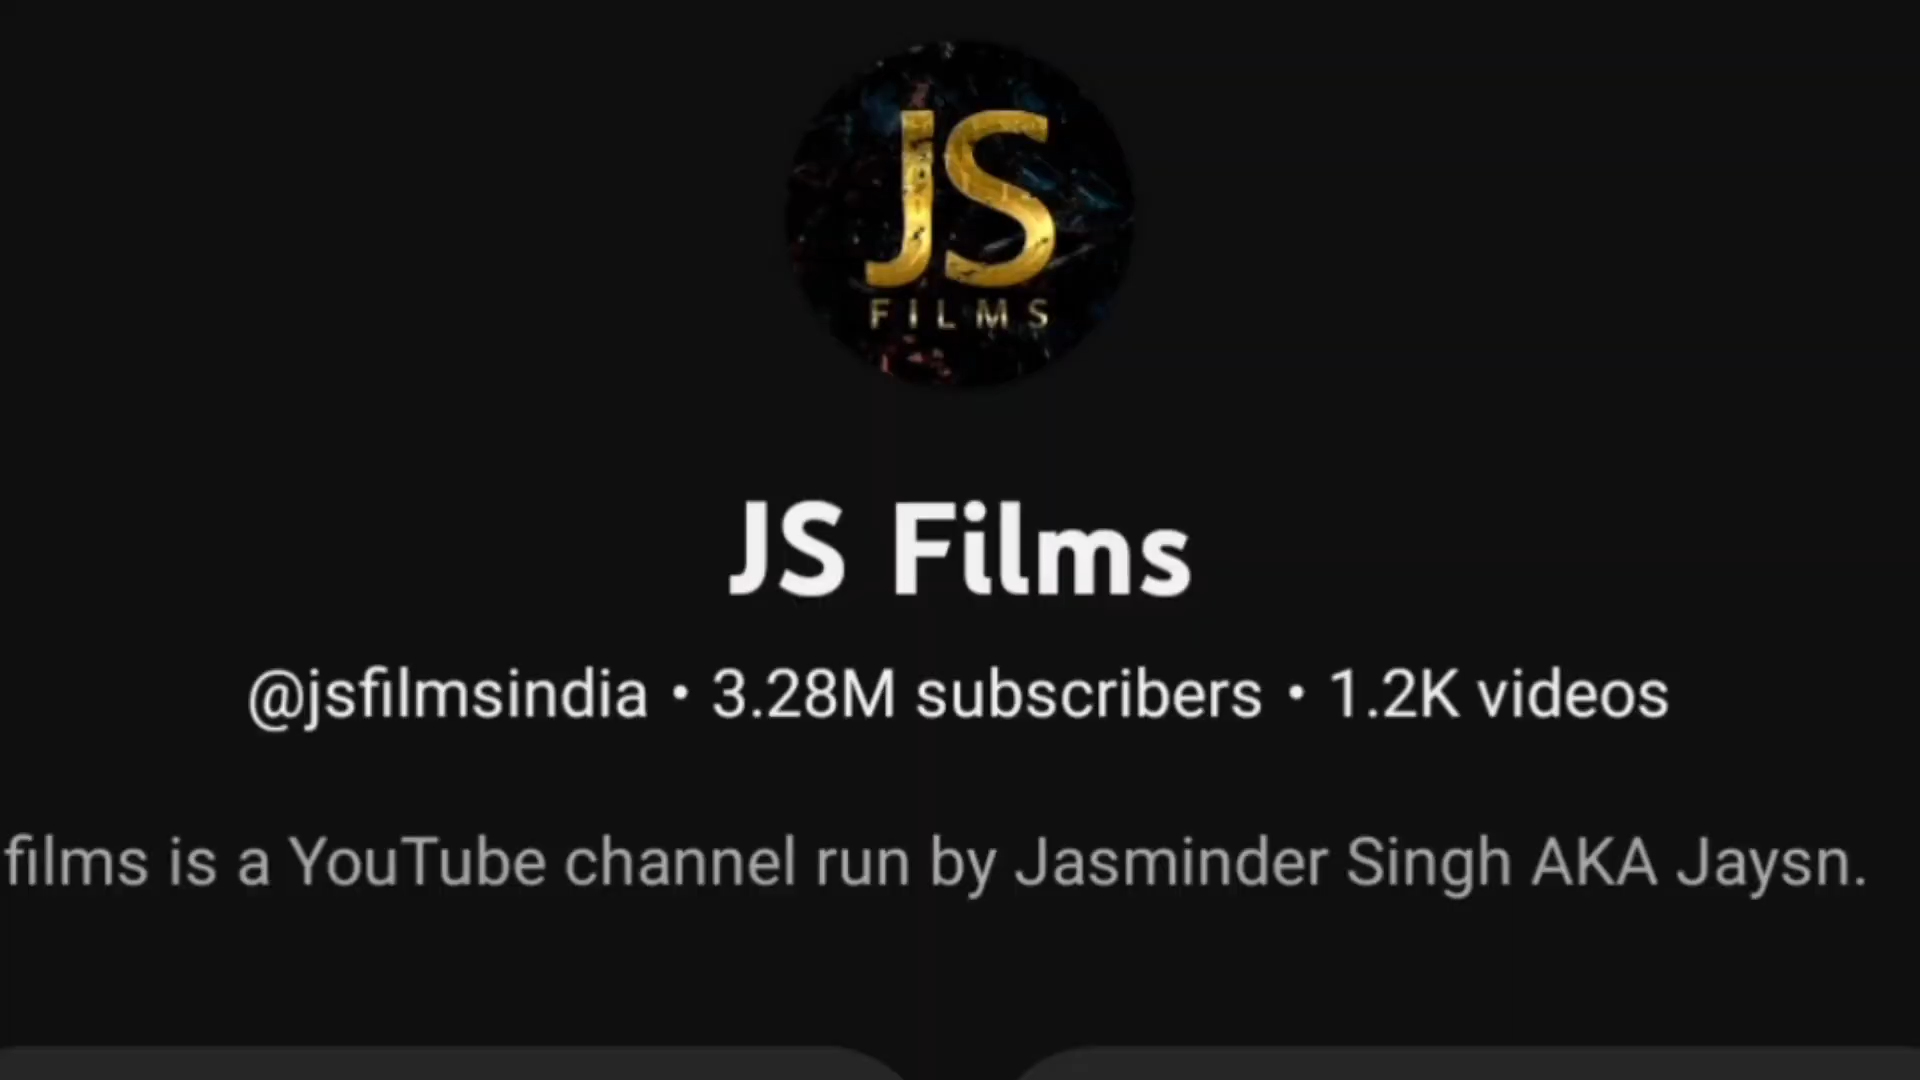 JS
FILMS
JS Films
@jsfilmsindia • 3.28M subscribers • 1.2K videos
films is a YouTube channel run by Jasminder Singh AKA Jaysn.